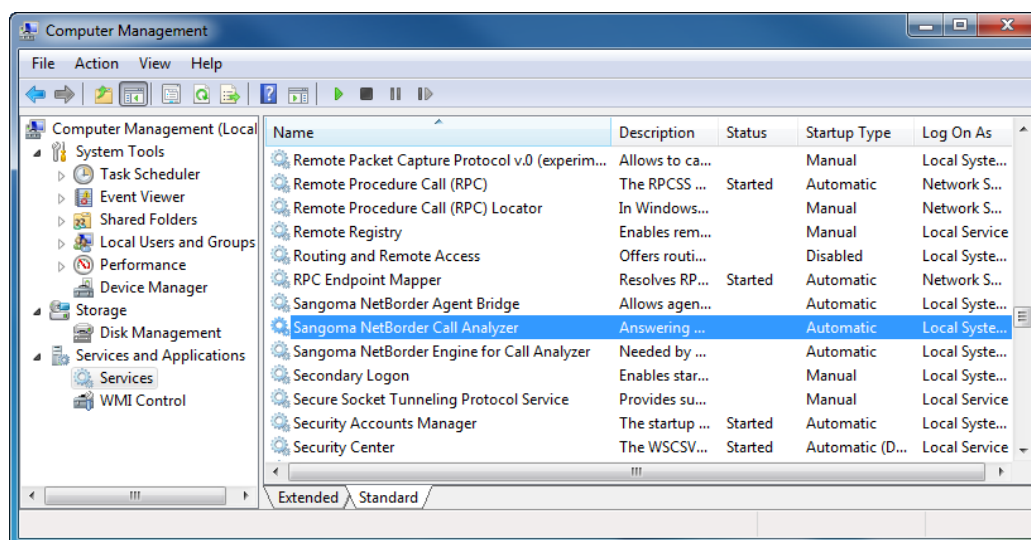 Computer Management
File Action View Help
Computer Management (Local
System Tools
Task Scheduler
Event Viewer
Shared Folders
Local Users and Groups
Performance
Device Manager
Storage
Disk Management
Services and Applications
Services
WMI Control
Name Description Status Startup Type Log On As
Remote Packet Capture Protocol v.0 (experim... Allows to ca... Manual Local Syste...
Remote Procedure Call (RPC) The RPCSS ... Started Automatic Network S...
Remote Procedure Call (RPC) Locator In Windows... Manual Network S...
Remote Registry Enables rem... Manual Local Service
Routing and Remote Access Offers routi... Disabled Local Syste...
RPC Endpoint Mapper Resolves RP... Started Automatic Network S...
Sangoma NetBorder Agent Bridge Allows agen... Automatic Local Syste...
Sangoma NetBorder Call Analyzer Answering ... Automatic Local Syste...
Sangoma NetBorder Engine for Call Analyzer Needed by ... Automatic Local Syste...
Secondary Logon Enables star... Manual Local Syste...
Secure Socket Tunneling Protocol Service Provides su... Manual Local Service
Security Accounts Manager The startup ... Started Automatic Local Syste...
Security Center The WSCSV... Started Automatic (D... Local Service
Extended Standard